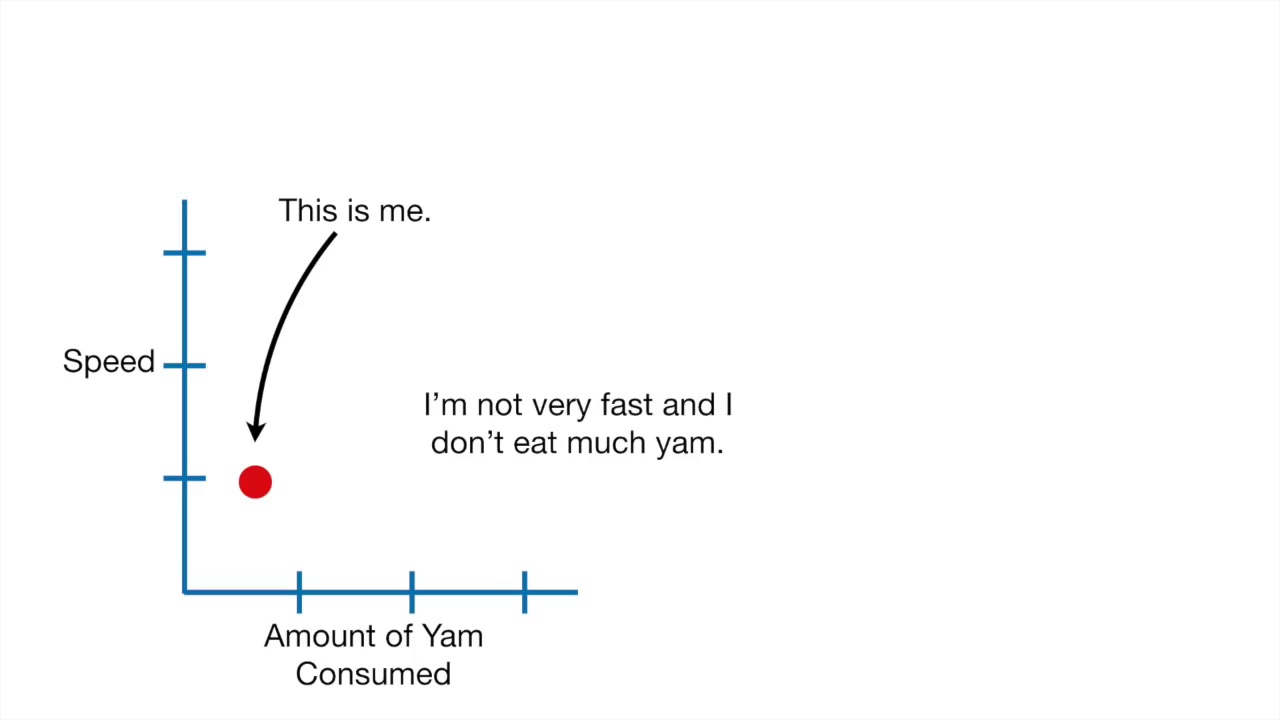 This is me.
Speed
I’m not very fast and I
don’t eat much yam.
Amount of Yam
Consumed